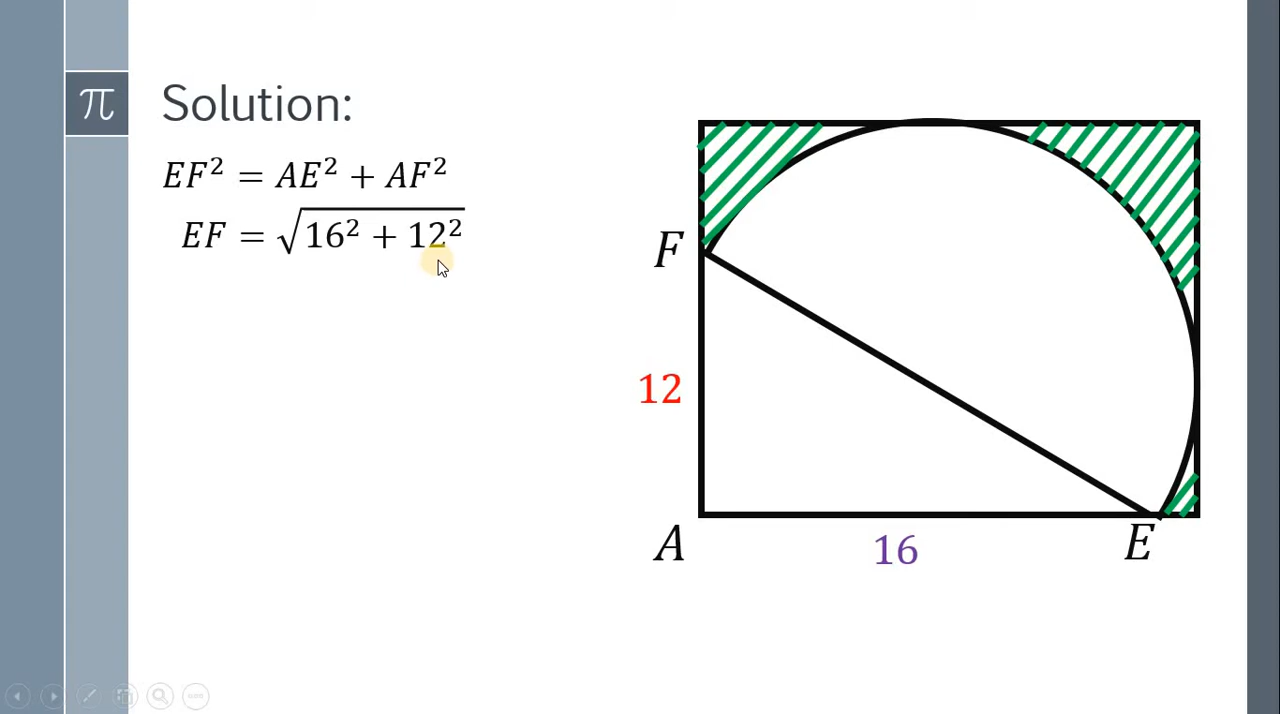 π
Solution:
EF² = AE² + AF²
EF = √16² + 12²
F
12
A
16
E